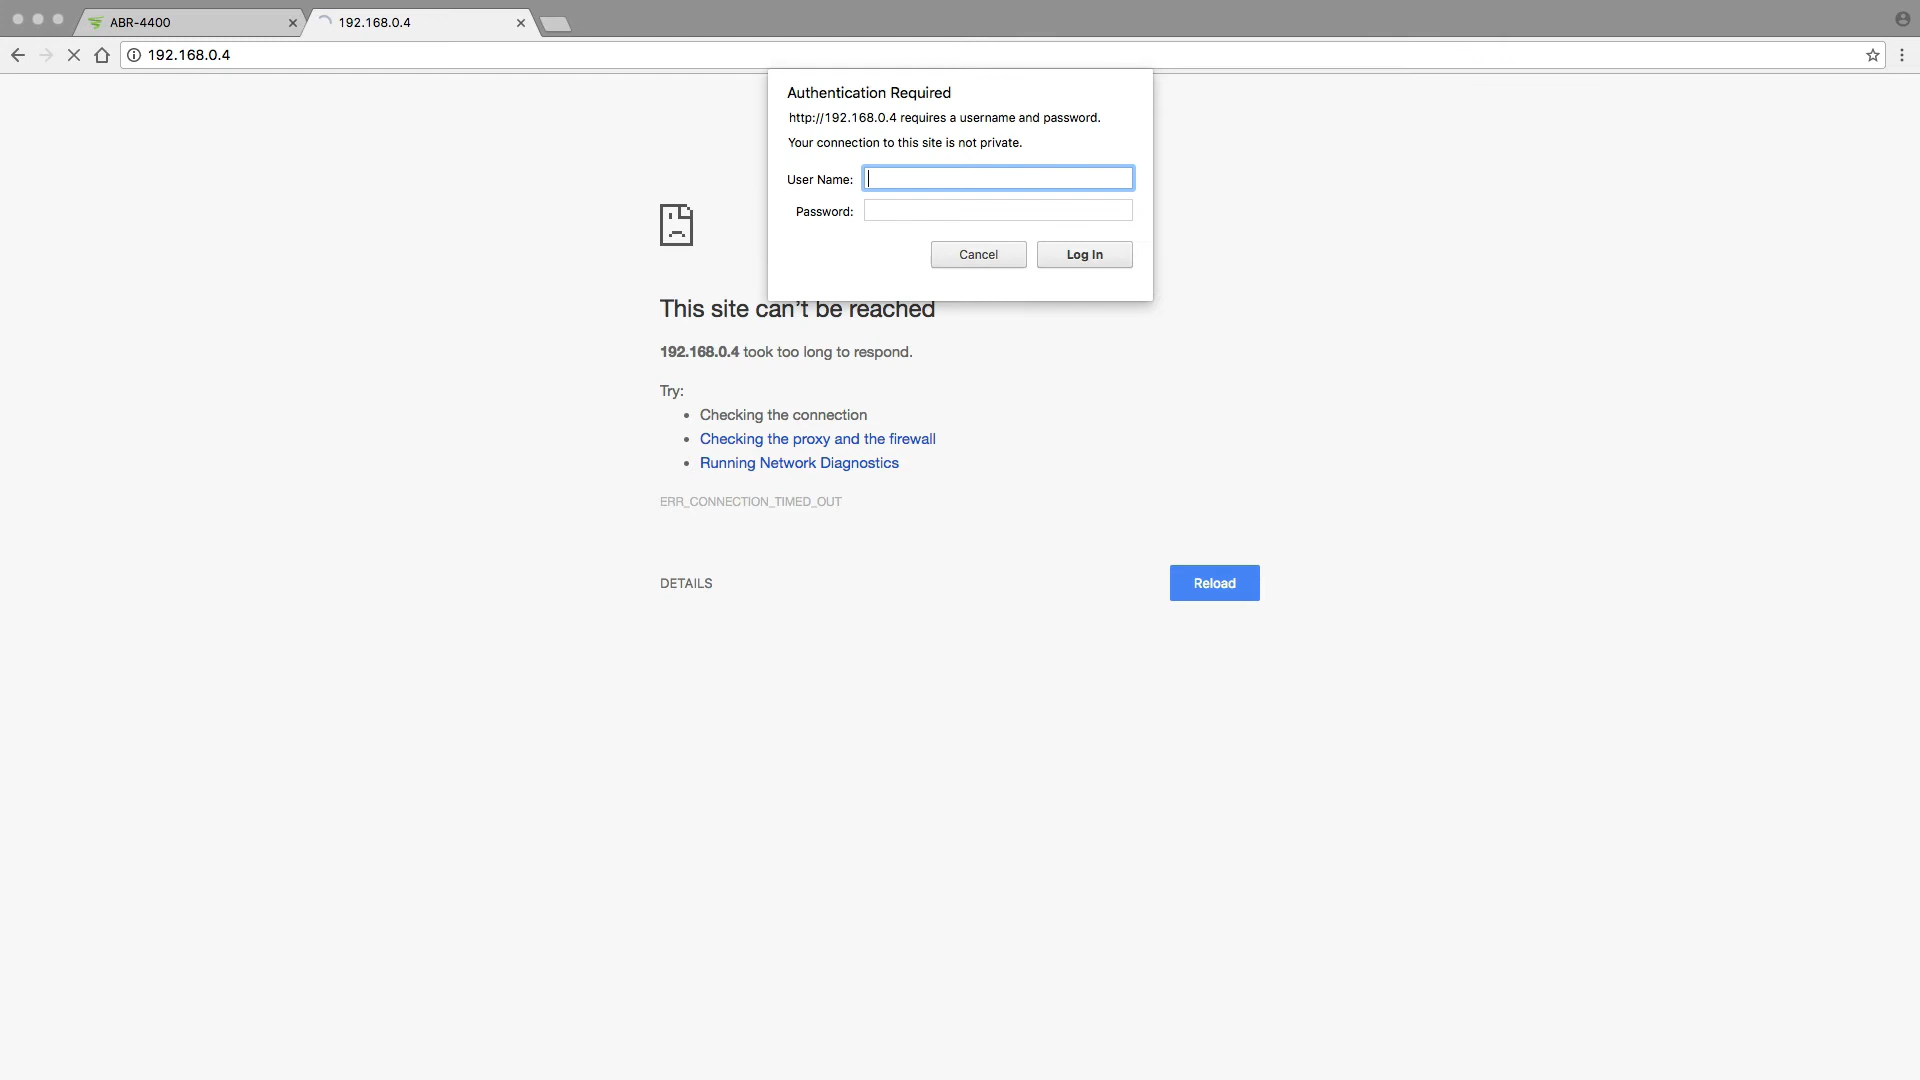 ABR-4400
192.168.0.4
192.168.0.4
Authentication Required
http://192.168.0.4 requires a username and password.
Your connection to this site is not private.
User Name:
Password:
Cancel
Log In
This site can't be reached
192.168.0.4 took too long to respond.
Try:
• Checking the connection
• Checking the proxy and the firewall
• Running Network Diagnostics
ERR_CONNECTION_TIMED_OUT
DETAILS
Reload